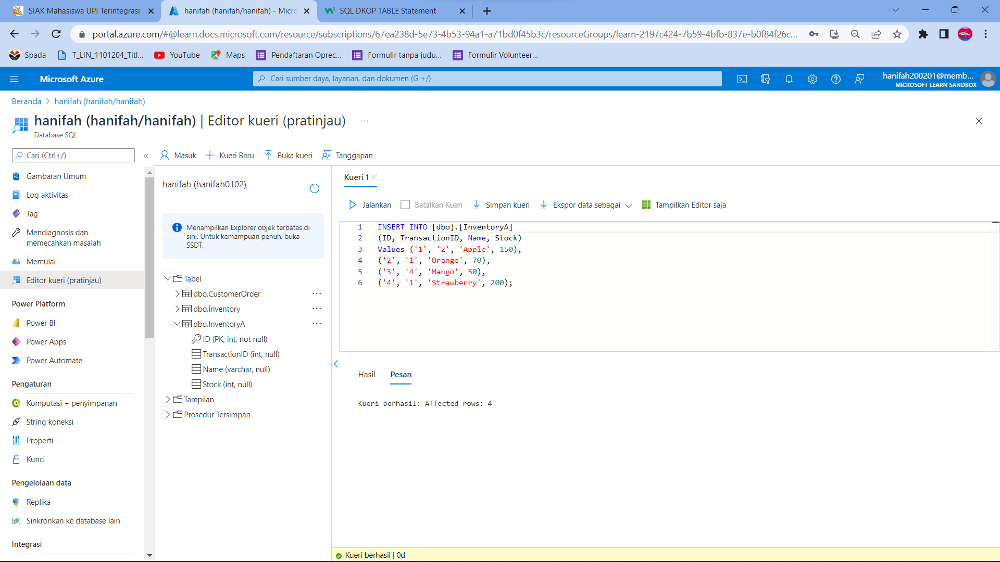 SIAK Mahasiswa UPI Terintegrasi
hanifah (hanifah/hanifah) - Micro
SQL DROP TABLE Statement
portal.azure.com/#@learn.docs.microsoft.com/resource/subscriptions/67ea238d-5e73-4b53-94a1-a71bd0f45b3c/resourceGroups/learn-2197c424-7b59-4bfb-837e-b0f84f26c...
Spada
T_LIN_1101204_Titl...
YouTube
Maps
Pendaftaran Oprec...
Formulir tanpa judu...
Formulir Volunteer...
Microsoft Azure
Cari sumber daya, layanan, dan dokumen (G +/)
hanifah200201@memb...
MICROSOFT LEARN SANDBOX
Beranda > hanifah (hanifah/hanifah)
hanifah (hanifah/hanifah) | Editor kueri (pratinjau) ...
Database SQL
Cari (Ctrl+/)
«
Gambaran Umum
Log aktivitas
Tag
Mendiagnosis dan
memecahkan masalah
Memulai
Editor kueri (pratinjau)
Power Platform
Power BI
Power Apps
Power Automate
Pengaturan
Komputasi + penyimpanan
String koneksi
Properti
Kunci
Pengelolaan data
Replika
Sinkronkan ke database lain
Integrasi
Masuk
Kueri Baru
Buka kueri
Tanggapan
hanifah (hanifah0102)
Menampilkan Explorer objek terbatas di
sini. Untuk kemampuan penuh, buka
SSDT.
Tabel
dbo.CustomerOrder ...
dbo.Inventory ...
dbo.InventoryA ...
ID (PK, int, not null)
TransactionID (int, null)
Name (varchar, null)
Stock (int, null)
Tampilan
Prosedur Tersimpan
Kueri 1
Jalankan
Batalkan Kueri
Simpan kueri
Ekspor data sebagai
Tampilkan Editor saja
1 INSERT INTO [dbo].[InventoryA]
2 (ID, TransactionID, Name, Stock)
3 Values ('1', '2', 'Apple', 150),
4 ('2', '1', 'Orange', 70),
5 ('3', '4', 'Mango', 50),
6 ('4', '1', 'Strawberry', 200);
Hasil
Pesan
Kueri berhasil: Affected rows: 4
Kueri berhasil | 0d